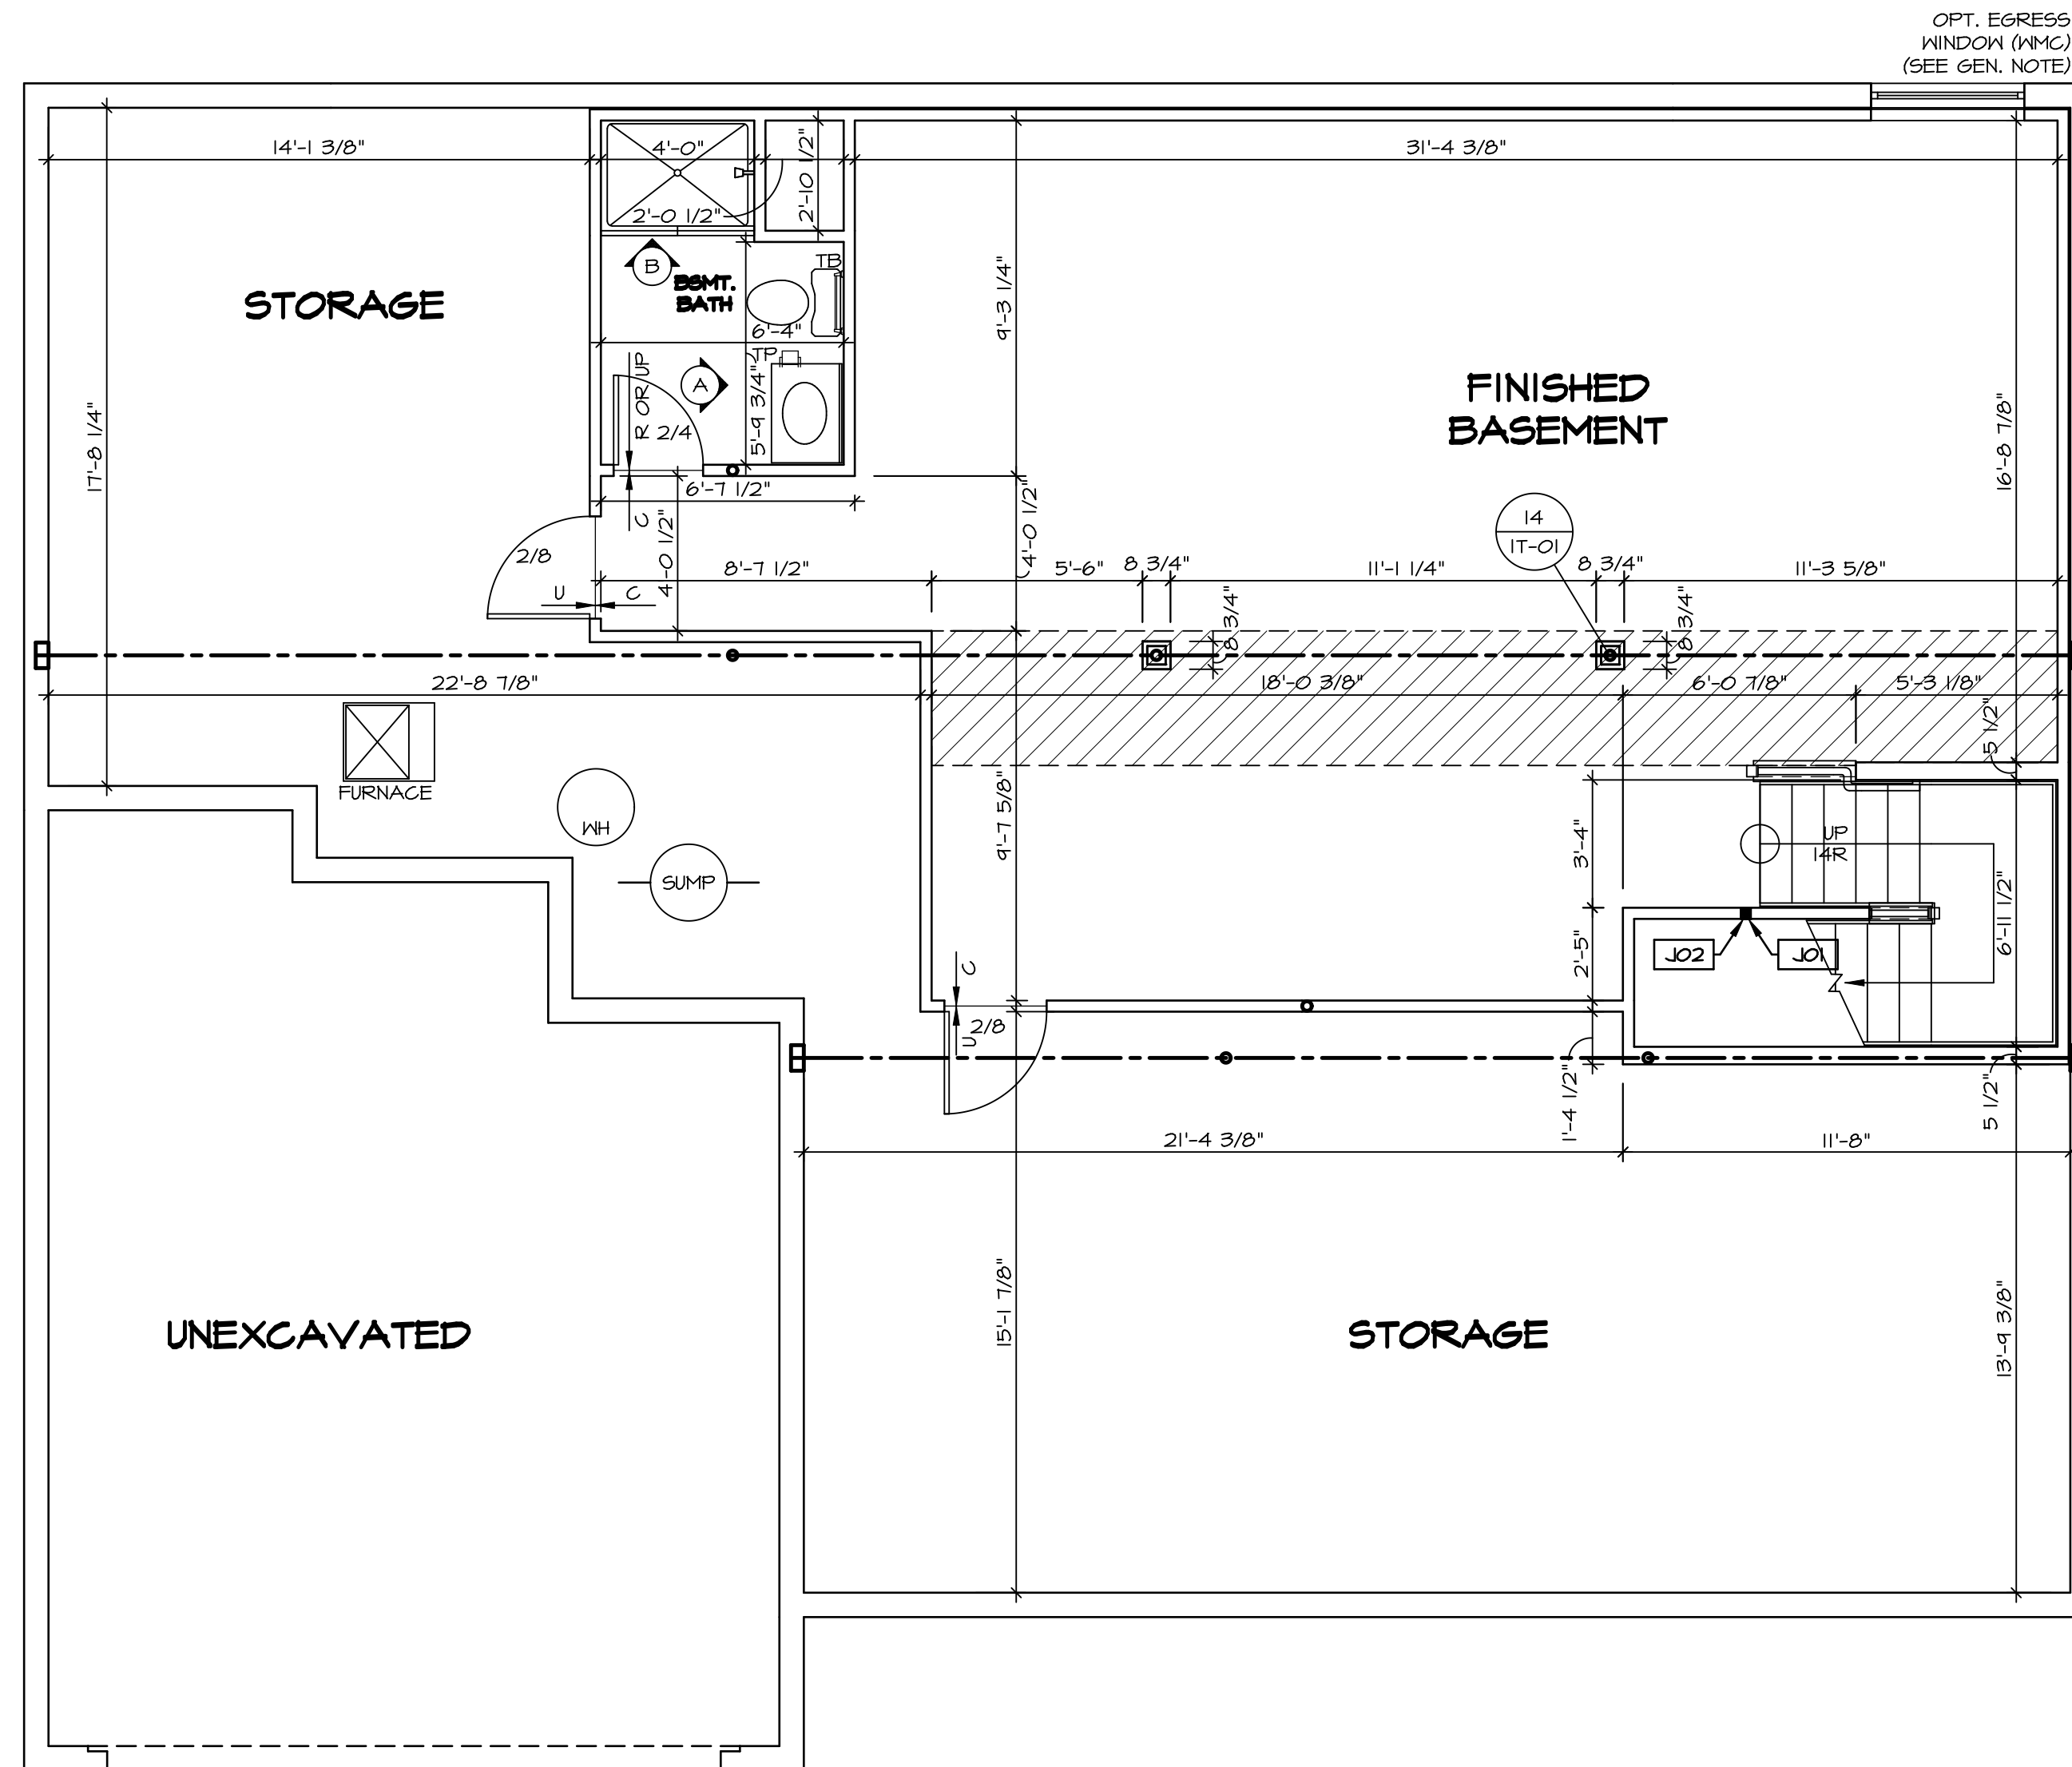 OPT. EGRESS
WINDOW (WMC)
(SEE GEN. NOTE)
14'-1 3/8"
4'-0"
2'-10 1/2"
31'-4 3/8"
2'-0 1/2"
B
BSMT.
BATH
TB
STORAGE
9'-3 1/4"
6'-4"
TP
R OR UP
A
5'-9 3/4"
2/4
FINISHED
BASEMENT
17'-8 1/4"
16'-8 7/8"
6'-7 1/2"
C
4'-0 1/2"
4'-0 1/2"
14
1T-01
2/8
U
C
8'-7 1/2"
5'-6"
8 3/4"
11'-1 1/4"
8 3/4"
11'-3 5/8"
8 3/4"
8 3/4"
22'-8 7/8"
18'-0 3/8"
6'-0 7/8"
5'-3 1/8"
5 1/2"
FURNACE
WH
SUMP
9'-7 5/8"
3'-4"
UP
14R
6'-11 1/2"
2'-5"
J02
J01
C
U
2/8
1'-4 1/2"
5 1/2"
21'-4 3/8"
11'-8"
15'-1 7/8"
13'-9 3/8"
UNEXCAVATED
STORAGE